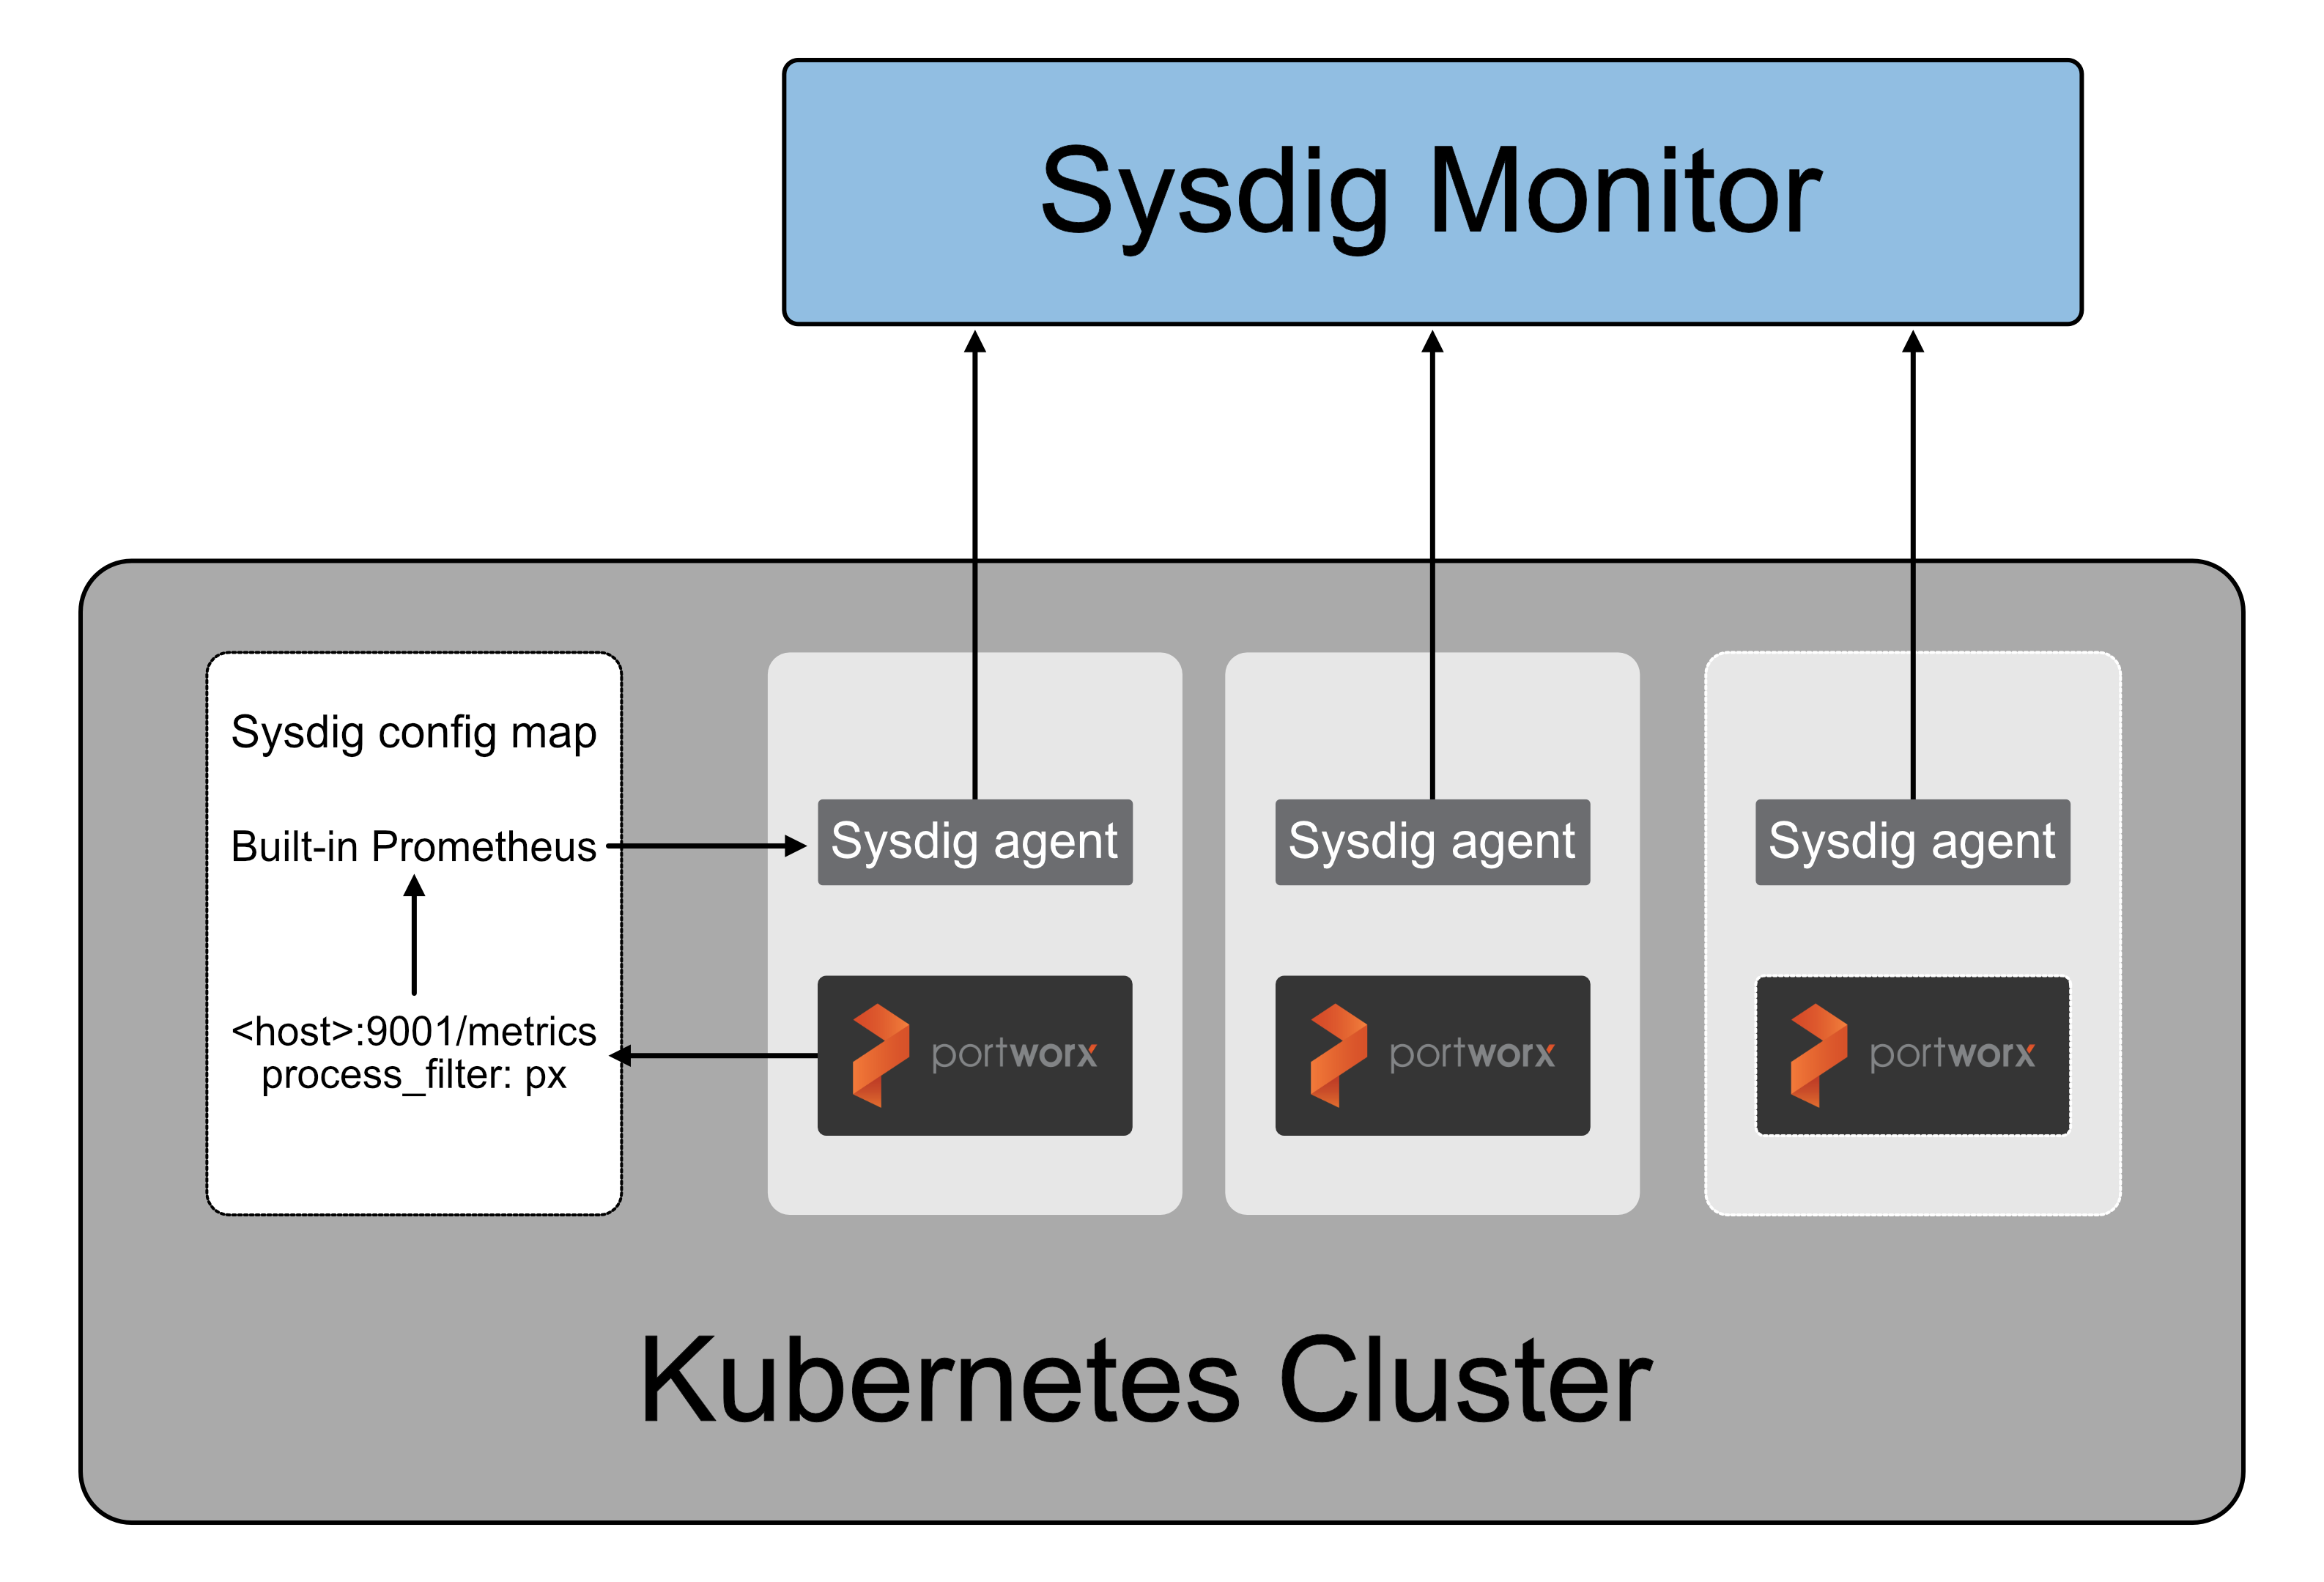 Sysdig Monitor
Sysdig config map
Built-in Prometheus
<host>:9001/metrics
process_filter: px
Sysdig agent
portworx
Sysdig agent
portworx
Sysdig agent
portworx
Kubernetes Cluster